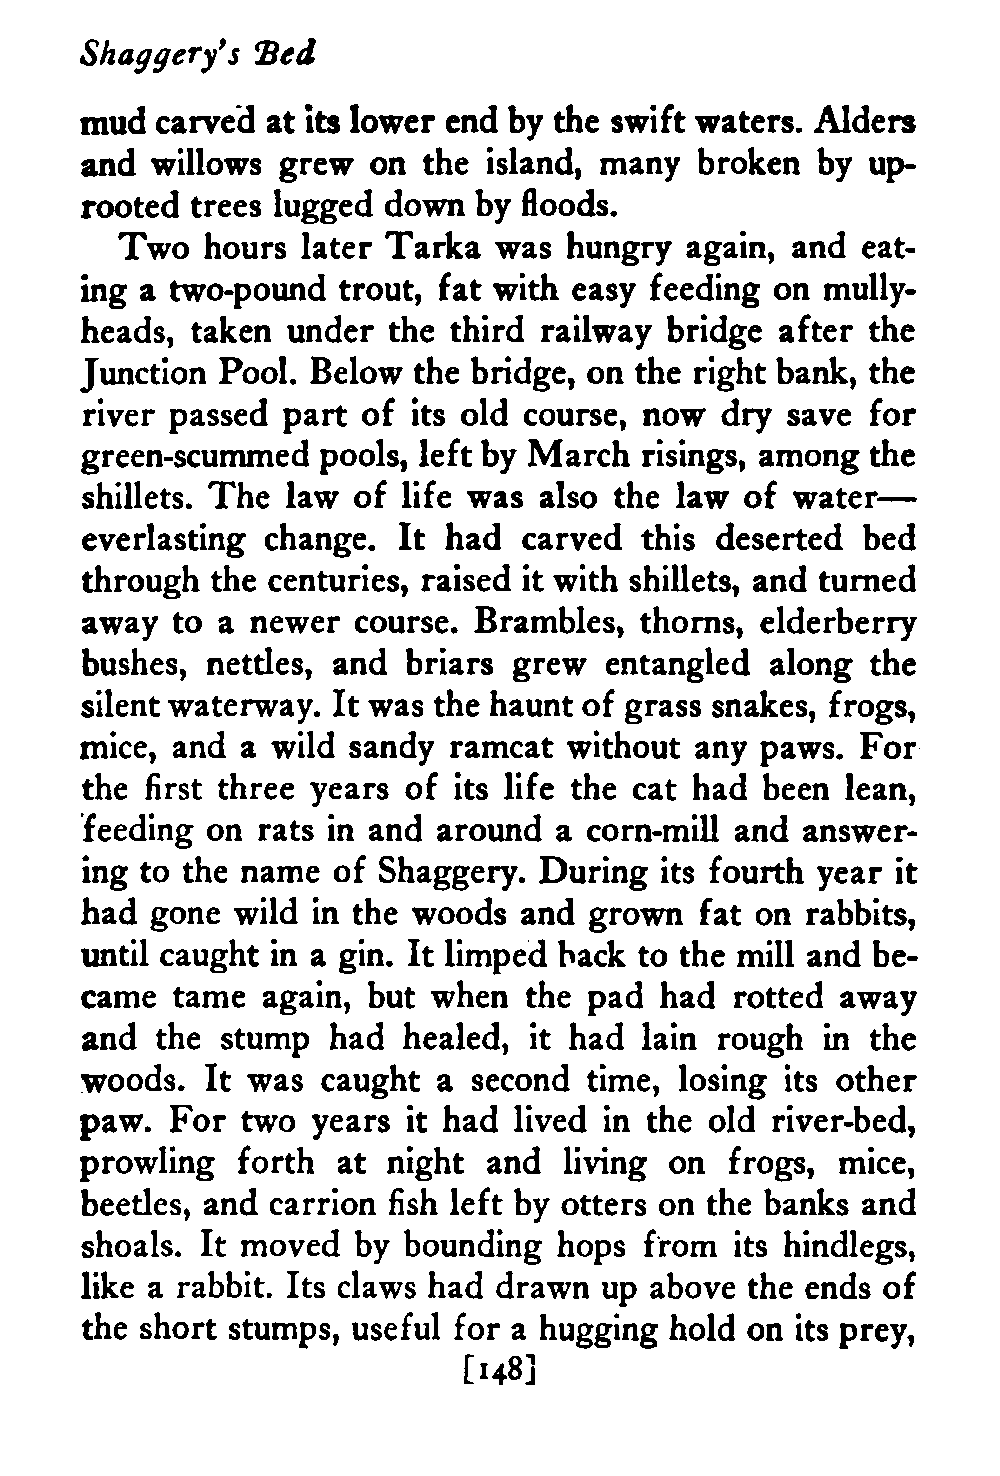 Shaggery's Bed
mud carved at its lower end by the swift waters. Alders
and willows grew on the island, many broken by up-
rooted trees lugged down by floods.
Two hours later Tarka was hungry again, and eat-
ing a two-pound trout, fat with easy feeding on mully-
heads, taken under the third railway bridge after the
Junction Pool. Below the bridge, on the right bank, the
river passed part of its old course, now dry save for
green-scummed pools, left by March risings, among the
shillets. The law of life was also the law of water—
everlasting change. It had carved this deserted bed
through the centuries, raised it with shillets, and turned
away to a newer course. Brambles, thorns, elderberry
bushes, nettles, and briars grew entangled along the
silent waterway. It was the haunt of grass snakes, frogs,
mice, and a wild sandy ramcat without any paws. For
the first three years of its life the cat had been lean,
feeding on rats in and around a corn-mill and answer-
ing to the name of Shaggery. During its fourth year it
had gone wild in the woods and grown fat on rabbits,
until caught in a gin. It limped back to the mill and be-
came tame again, but when the pad had rotted away
and the stump had healed, it had lain rough in the
woods. It was caught a second time, losing its other
paw. For two years it had lived in the old river-bed,
prowling forth at night and living on frogs, mice,
beetles, and carrion fish left by otters on the banks and
shoals. It moved by bounding hops from its hindlegs,
like a rabbit. Its claws had drawn up above the ends of
the short stumps, useful for a hugging hold on its prey,
[148]